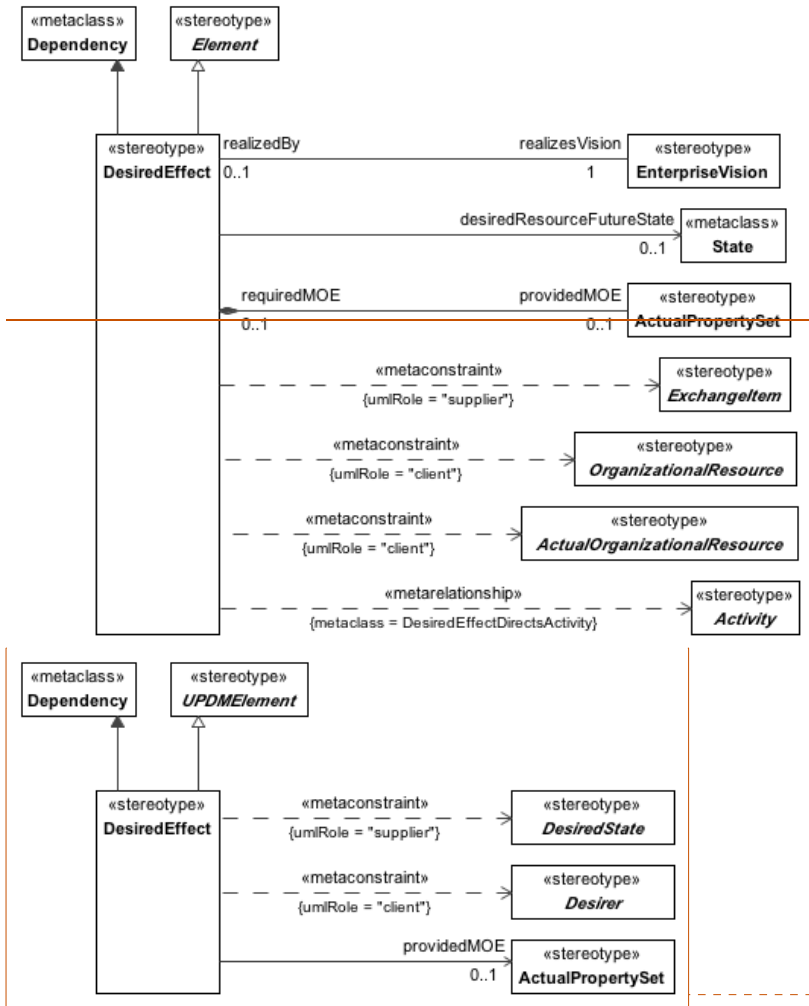 «metaclass»
Dependency
«stereotype»
Element
«stereotype»
DesiredEffect
realizedBy
0..1
realizesVision
1
«stereotype»
EnterpriseVision
desiredResourceFutureState
0..1
«metaclass»
State
requiredMOE
0..1
providedMOE
0..1
«stereotype»
ActualPropertySet
«metaconstraint»
{umlRole = "supplier"}
«stereotype»
ExchangeItem
«metaconstraint»
{umlRole = "client"}
«stereotype»
OrganizationalResource
«metaconstraint»
{umlRole = "client"}
«stereotype»
ActualOrganizationalResource
«metarelationship»
{metaclass = DesiredEffectDirectsActivity}
«stereotype»
Activity
«metaclass»
Dependency
«stereotype»
UPDMElement
«stereotype»
DesiredEffect
«metaconstraint»
{umlRole = "supplier"}
«stereotype»
DesiredState
«metaconstraint»
{umlRole = "client"}
«stereotype»
Desirer
providedMOE
0..1
«stereotype»
ActualPropertySet